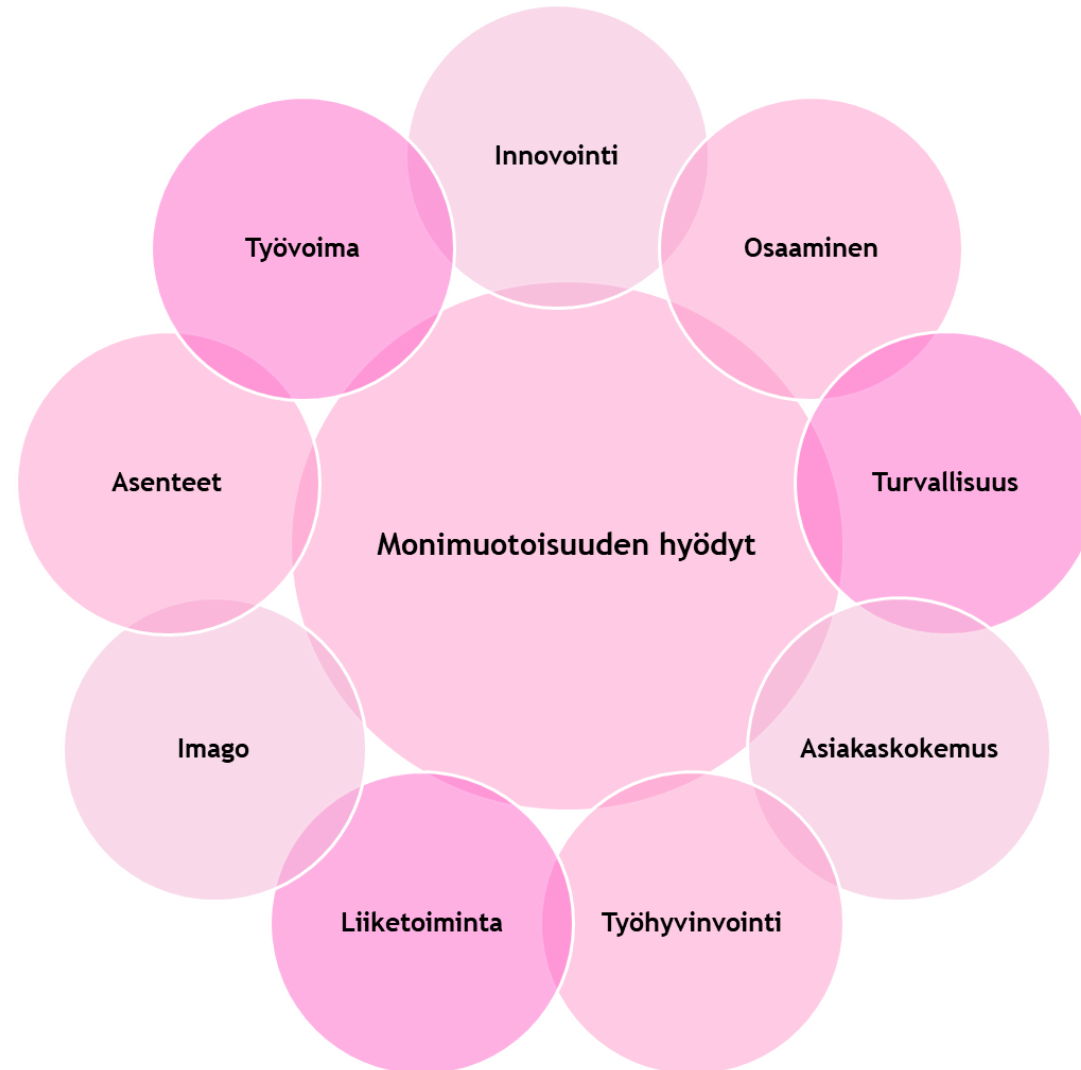 Innovointi
Osaaminen
Turvallisuus
Asiakaskokemus
Työhyvinvointi
Liiketoiminta
Imago
Asenteet
Työvoima
Monimuotoisuuden hyödyt